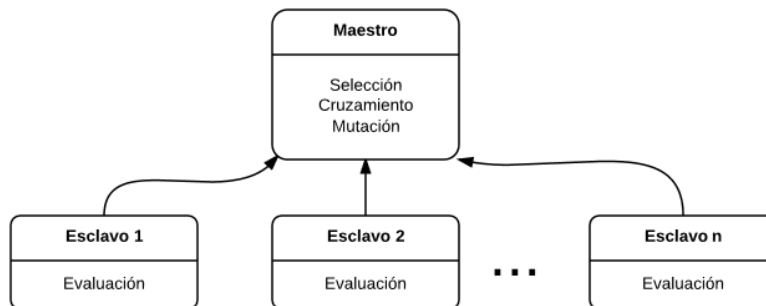 Maestro
Selección
Cruzamiento
Mutación
Esclavo 1
Evaluación
Esclavo 2
Evaluación
...
Esclavo n
Evaluación